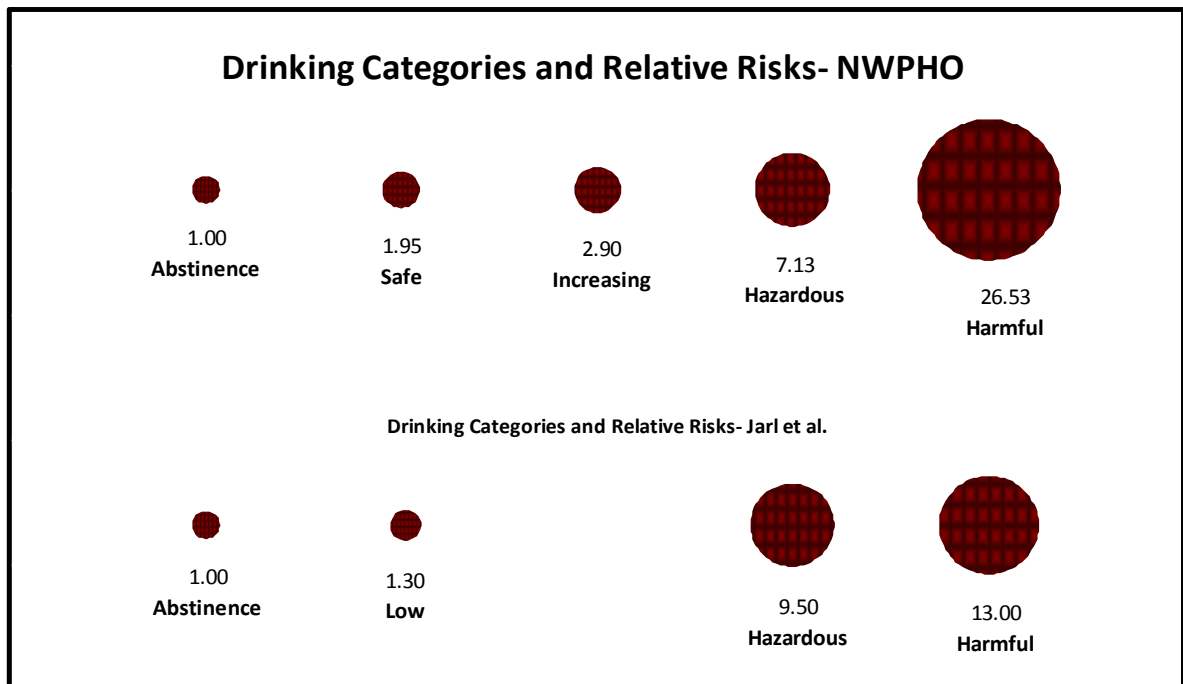 Drinking Categories and Relative Risks- NWPHO
1.00
Abstinence
1.95
Safe
2.90
Increasing
7.13
Hazardous
26.53
Harmful
Drinking Categories and Relative Risks- Jarl et al.
1.00
Abstinence
1.30
Low
9.50
Hazardous
13.00
Harmful